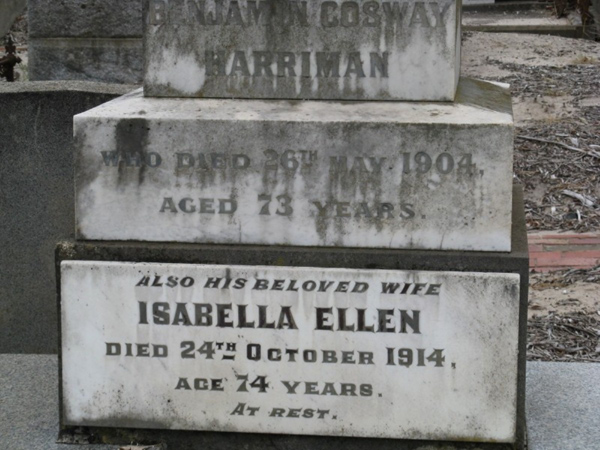 BENJAMIN COSWAY
HARRIMAN
WHO DIED 26TH MAY. 1904.
AGED 73 YEARS.
ALSO HIS BELOVED WIFE
ISABELLA ELLEN
DIED 24TH OCTOBER 1914.
AGE 74 YEARS.
AT REST.